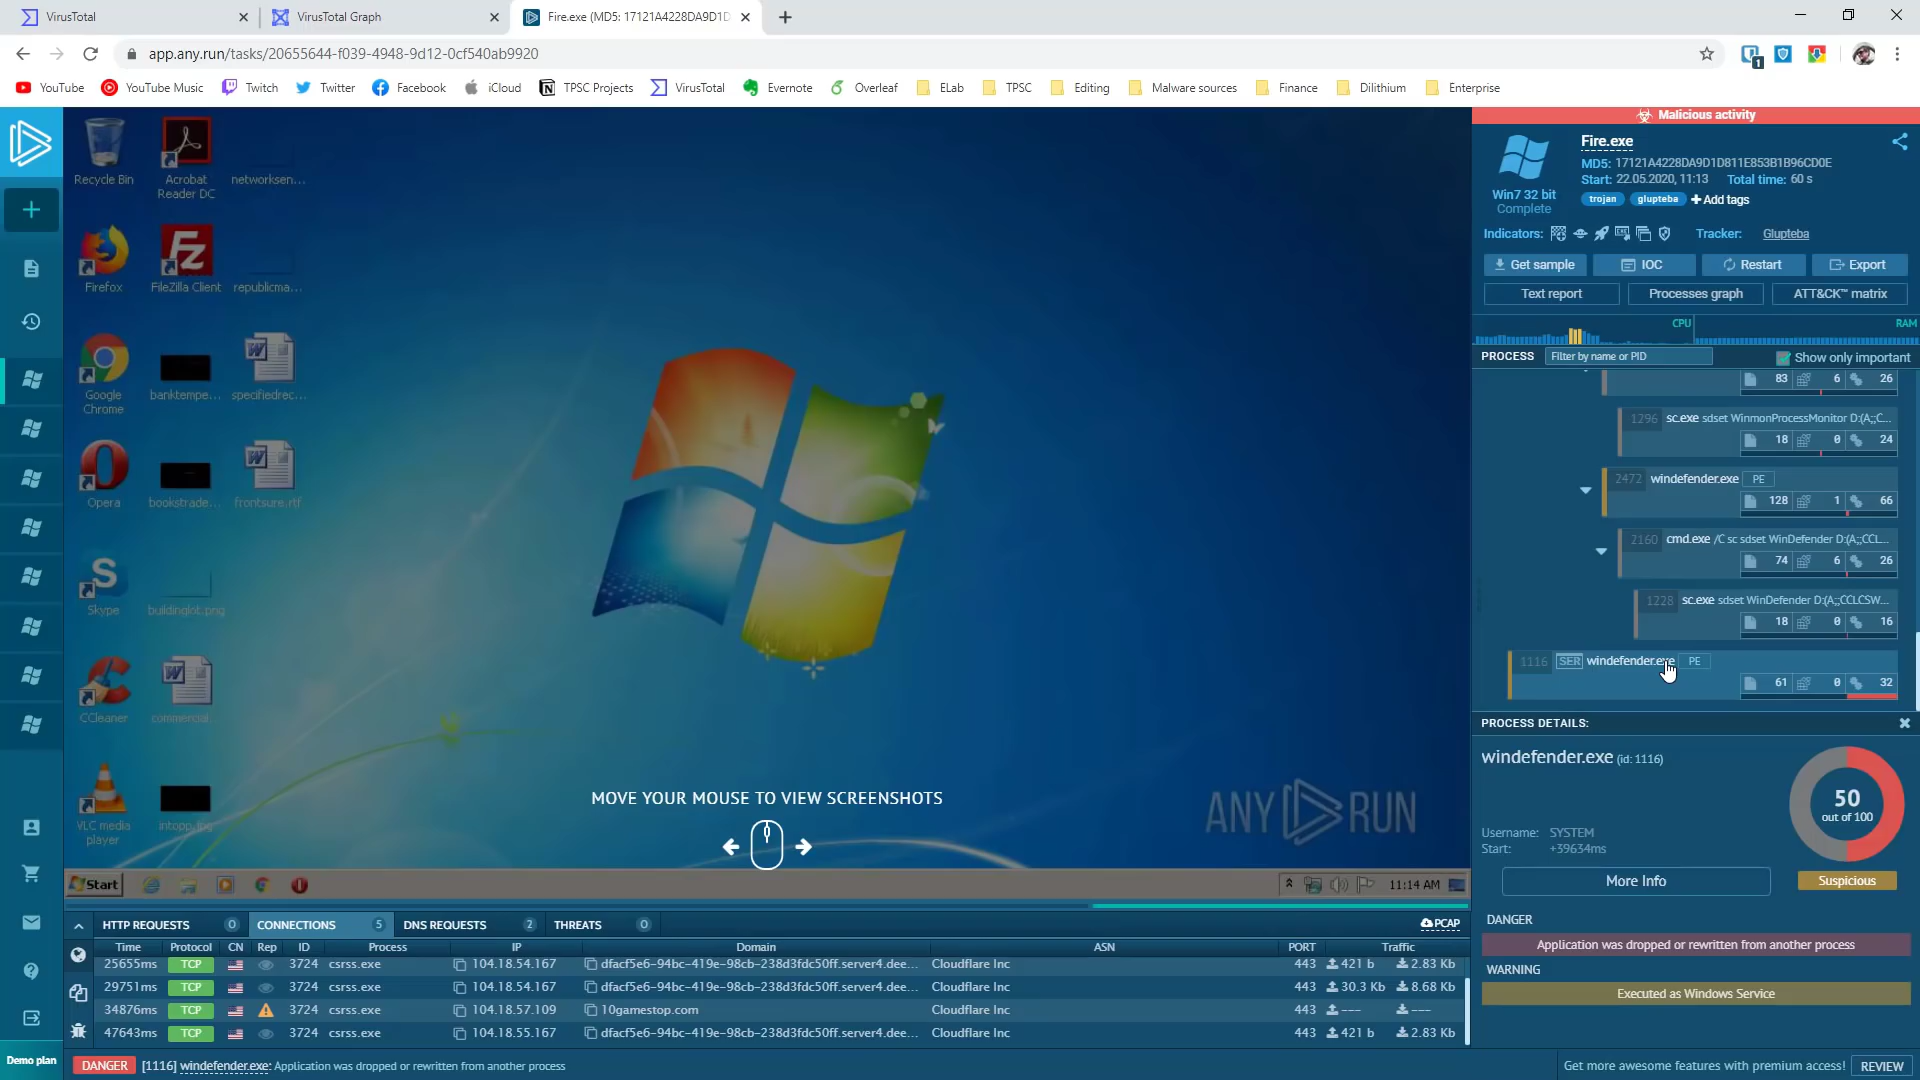 VirusTotal
VirusTotal Graph
Fire.exe (MD5: 17121A4228DA9D1D
app.any.run/tasks/20655644-f039-4948-9d12-0cf540ab9920
1
YouTube
YouTube Music
Twitch
Twitter
Facebook
iCloud
TPSC Projects
VirusTotal
Evernote
Overleaf
ELab
TPSC
Editing
Malware sources
Finance
Dilithium
Enterprise
Recycle Bin
Acrobat Reader DC
networksen...
Firefox
FileZilla Client
republicma...
Google Chrome
banktempe...
specifiedrec...
Opera
bookstrade...
frontsure.rtf
Skype
buildinglot.png
CCleaner
commercial...
VLC media player
intopp.jpg
MOVE YOUR MOUSE TO VIEW SCREENSHOTS
ANY RUN
Start
11:14 AM
Malicious activity
Fire.exe
MD5: 17121A4228DA9D1D811E853B1B96CD0E
Start: 22.05.2020, 11:13 Total time: 60 s
Win7 32 bit
Complete
trojan glupteba Add tags
Indicators: Tracker: Glupteba
Get sample IOC Restart Export
Text report Processes graph ATT&CK™ matrix
CPU RAM
PROCESS Filter by name or PID Show only important
83 6 26
1296 sc.exe sdset WinmonProcessMonitor D:(A;;C...
18 0 24
2472 windefender.exe PE
128 1 66
2160 cmd.exe /C sc sdset WinDefender D:(A;;CCL...
74 6 26
1228 sc.exe sdset WinDefender D:(A;;CCLCSW...
18 0 16
1116 SER windefender.exe PE
61 0 32
PROCESS DETAILS:
windefender.exe (id: 1116)
50
out of 100
Username: SYSTEM
Start: +39634ms
More Info Suspicious
DANGER
Application was dropped or rewritten from another process
WARNING
Executed as Windows Service
HTTP REQUESTS 0 CONNECTIONS 5 DNS REQUESTS 2 THREATS 0 PCAP
Time Protocol CN Rep ID Process IP Domain ASN PORT Traffic
25655ms TCP 3724 csrss.exe 104.18.54.167 dfacf5e6-94bc-419e-98cb-238d3fdc50ff.server4.dee... Cloudflare Inc 443 421 b 2.83 Kb
29751ms TCP 3724 csrss.exe 104.18.54.167 dfacf5e6-94bc-419e-98cb-238d3fdc50ff.server4.dee... Cloudflare Inc 443 30.3 Kb 8.68 Kb
34876ms TCP 3724 csrss.exe 104.18.57.109 10gamestop.com Cloudflare Inc 443 --- ---
47643ms TCP 3724 csrss.exe 104.18.55.167 dfacf5e6-94bc-419e-98cb-238d3fdc50ff.server4.dee... Cloudflare Inc 443 421 b 2.83 Kb
Demo plan
DANGER [1116] windefender.exe: Application was dropped or rewritten from another process
Get more awesome features with premium access! REVIEW